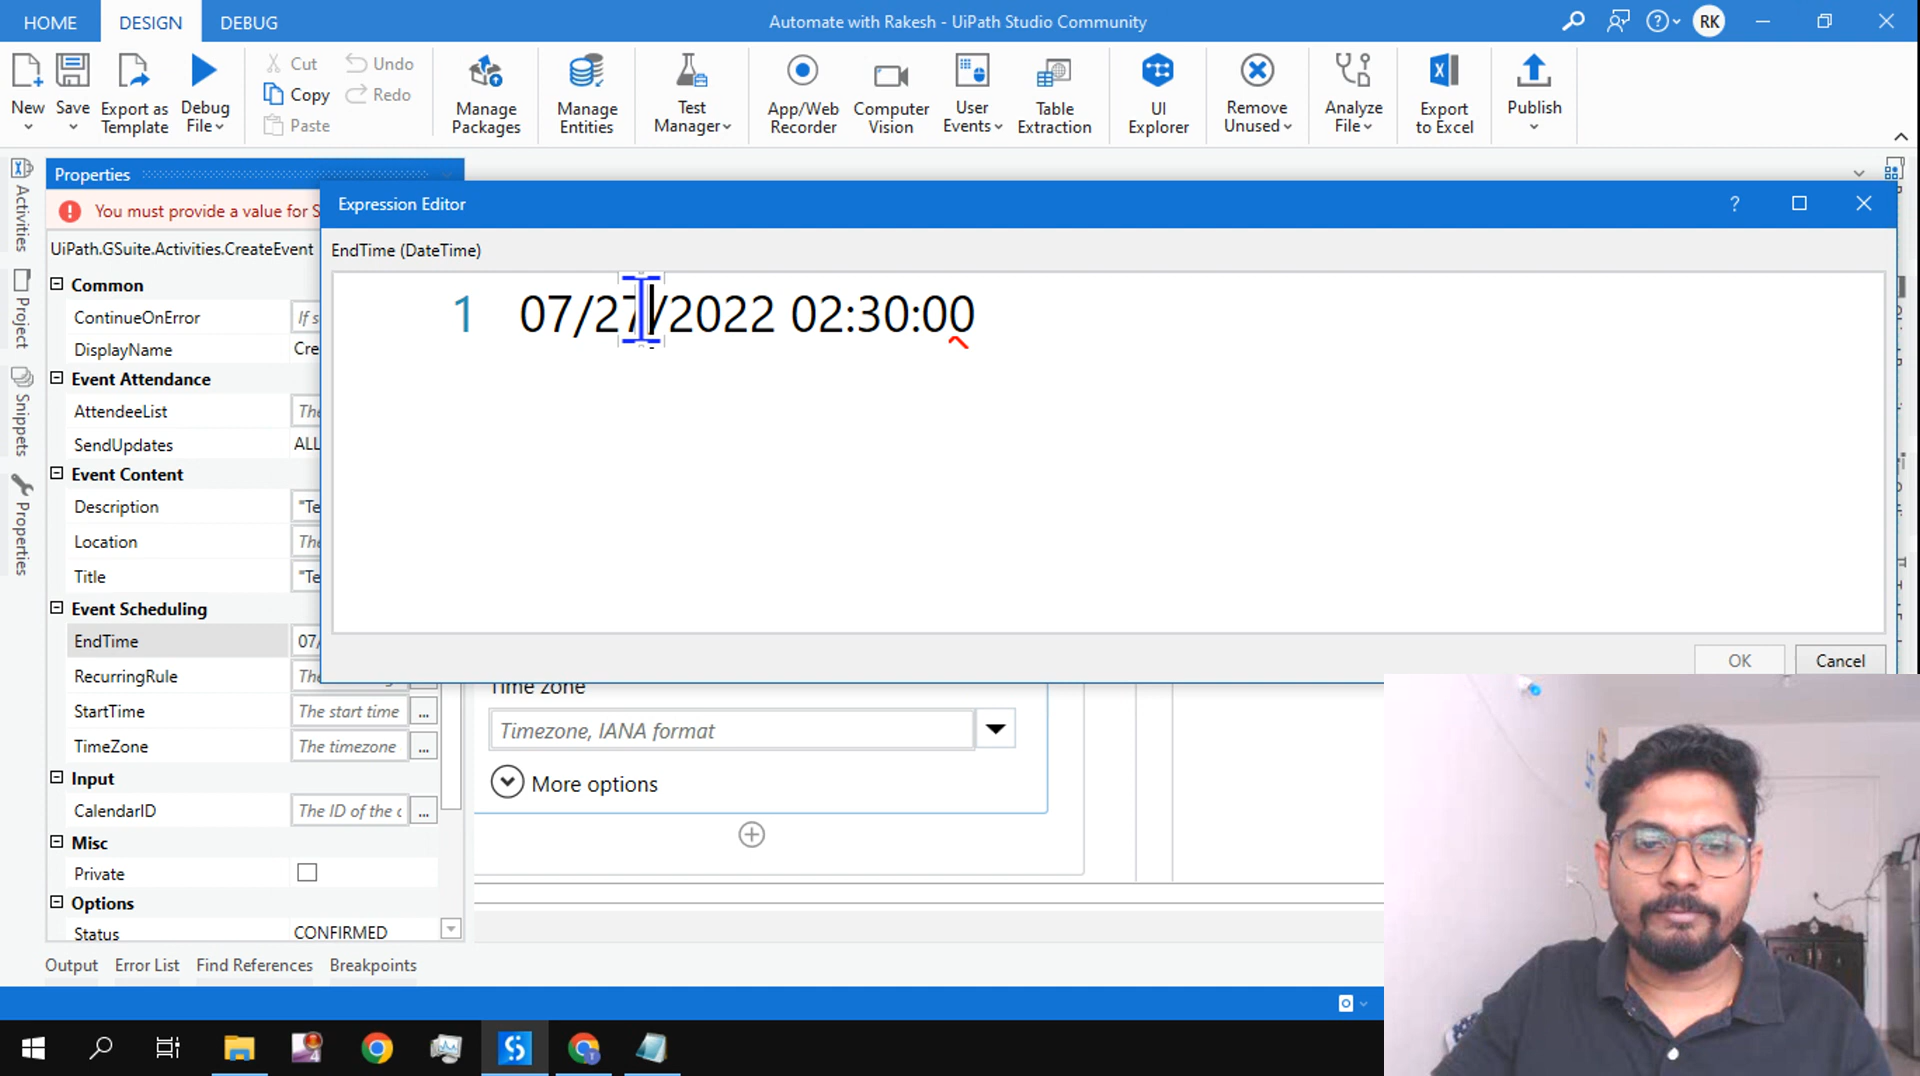 HOME DESIGN DEBUG Automate with Rakesh - UiPath Studio Community RK
Cut Undo
Copy Redo
Paste
New Save Export as Template Debug File
Manage Packages Manage Entities Test Manager App/Web Recorder Computer Vision User Events Table Extraction UI Explorer Remove Unused Analyze File Export to Excel Publish
Properties
Activities
Project
Snippets
Properties
You must provide a value for S
UiPath.GSuite.Activities.CreateEvent
Common
ContinueOnError If s
DisplayName Cre
Event Attendance
AttendeeList The
SendUpdates ALL
Event Content
Description "Te
Location The
Title "Te
Event Scheduling
EndTime 07/
RecurringRule The
StartTime The start time ...
TimeZone The timezone ...
Input
CalendarID The ID of the c ...
Misc
Private
Options
Status CONFIRMED
Expression Editor ?
EndTime (DateTime)
1 07/27/2022 02:30:00
OK Cancel
Time zone
Timezone, IANA format
More options
Output Error List Find References Breakpoints